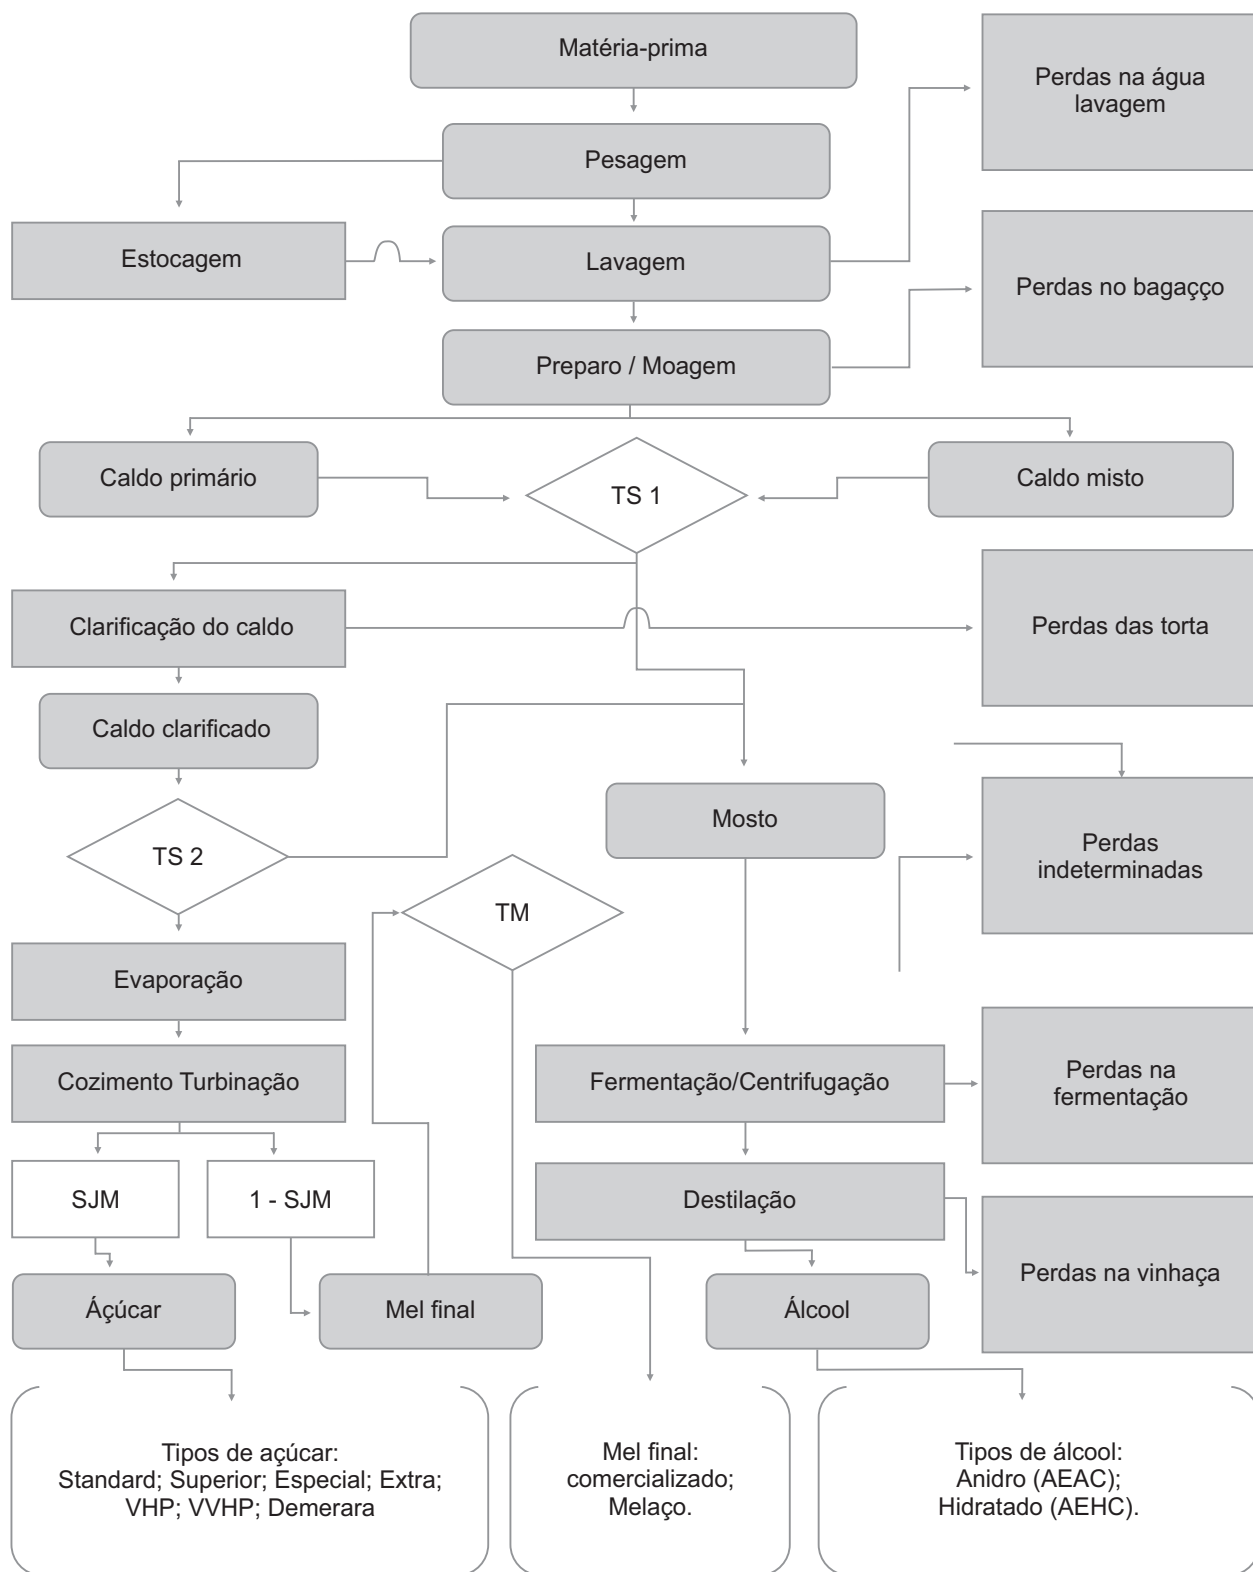 Matéria-prima
Perdas na água
lavagem
Pesagem
Estocagem
Lavagem
Perdas no bagaçço
Preparo / Moagem
Caldo primário
TS 1
Caldo misto
Clarificação do caldo
Perdas das torta
Caldo clarificado
Mosto
TS 2
Perdas
indeterminadas
TM
Evaporação
Cozimento Turbinação
Fermentação/Centrifugação
Perdas na
fermentação
SJM
1 - SJM
Destilação
Perdas na vinhaça
Áçúcar
Mel final
Álcool
Tipos de açúcar:
Standard; Superior; Especial; Extra;
VHP; VVHP; Demerara
Mel final:
comercializado;
Melaço.
Tipos de álcool:
Anidro (AEAC);
Hidratado (AEHC).